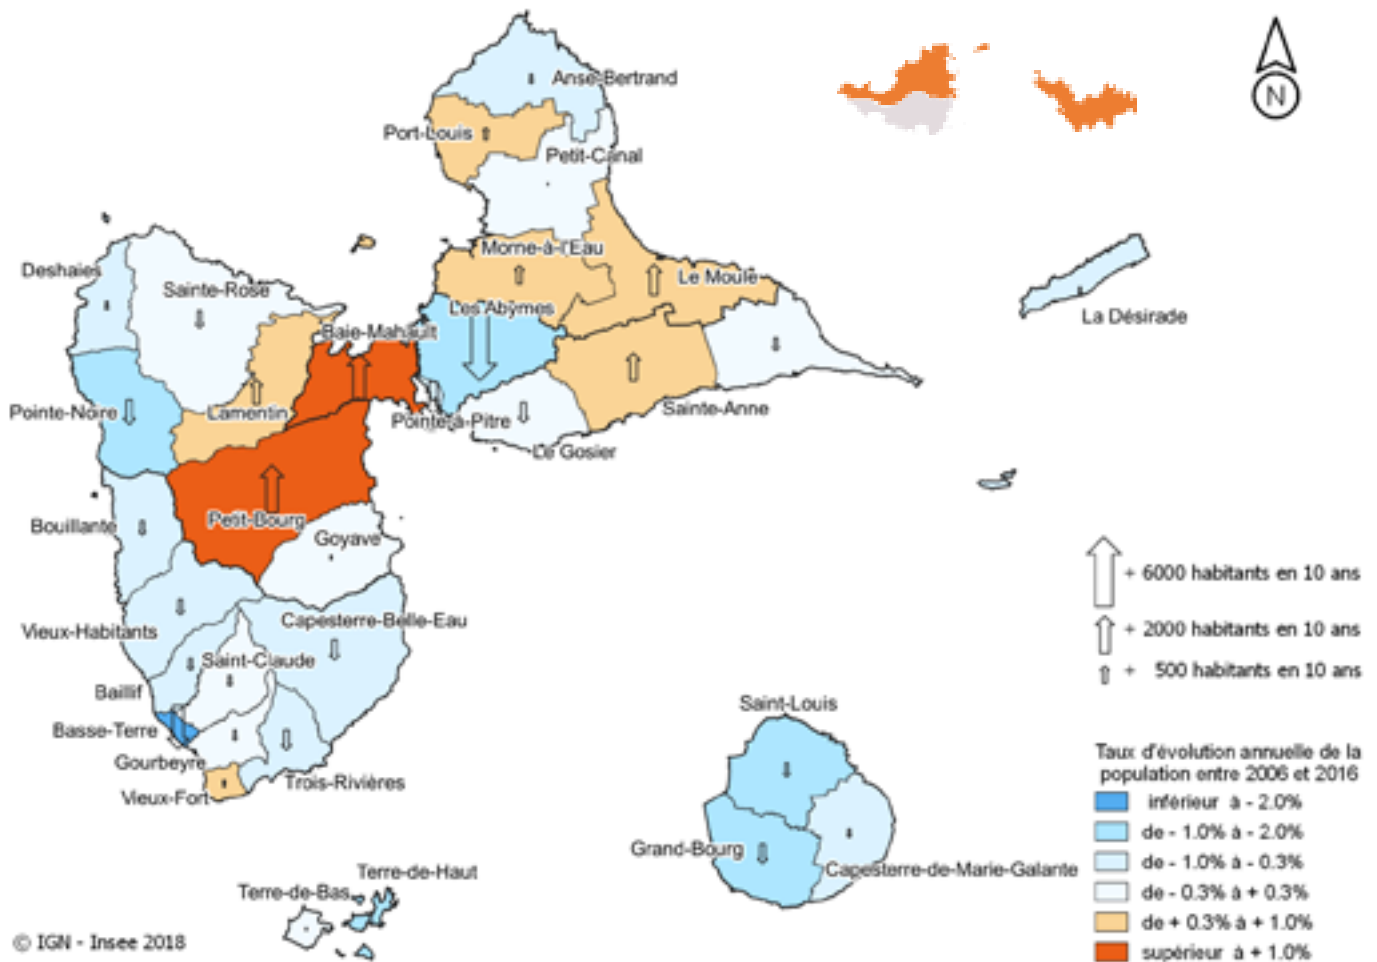 Anse-Bertrand
Port-Louis
Petit-Canal
N
Morne-à-l'Eau
Le Moule
Deshaies
Sainte-Rose
Les Abymes
Baie-Mahault
La Désirade
Pointe-Noire
Lamentin
Pointe-à-Pitre
Sainte-Anne
Le Gosier
Petit-Bourg
Bouillante
Goyave
Vieux-Habitants
Capesterre-Belle-Eau
Saint-Claude
Baillif
Basse-Terre
Gourbeyre
Trois-Rivières
Vieux-Fort
Saint-Louis
Grand-Bourg
Capesterre-de-Marie-Galante
Terre-de-Haut
Terre-de-Bas
+ 6000 habitants en 10 ans
+ 2000 habitants en 10 ans
+ 500 habitants en 10 ans
Taux d'évolution annuelle de la
population entre 2006 et 2016
inférieur à - 2.0%
de - 1.0% à - 2.0%
de - 1.0% à - 0.3%
de - 0.3% à + 0.3%
de + 0.3% à + 1.0%
supérieur à + 1.0%
© IGN - Insee 2018